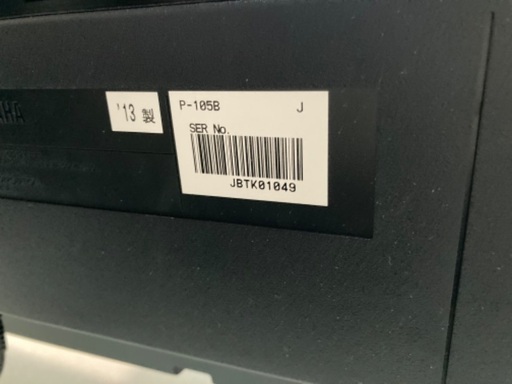 '13 製
P-105B J
SER No.
JBTK01049